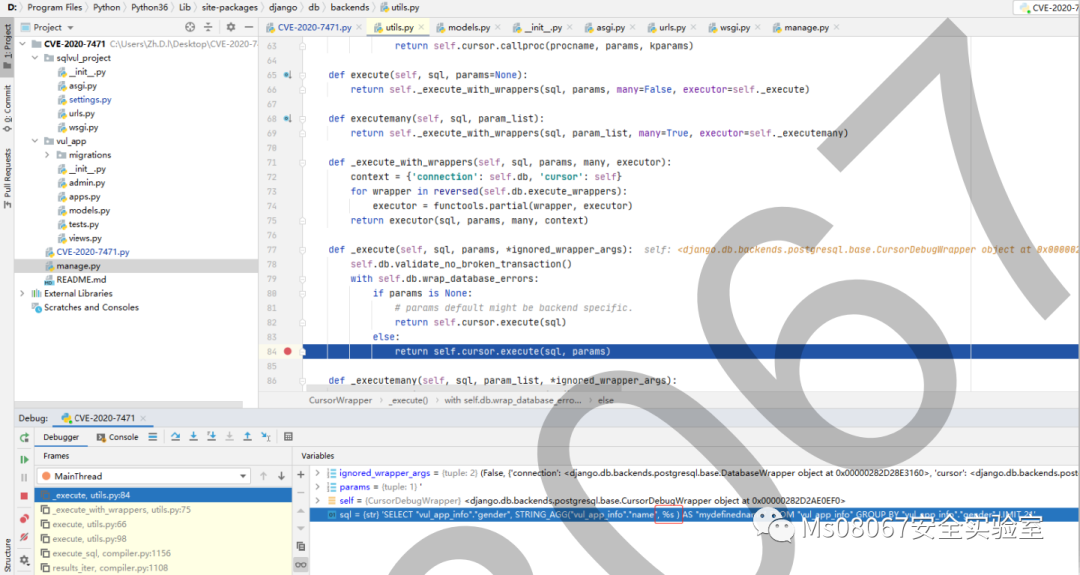 D: > Program Files > Python > Python36 > Lib > site-packages > django > db > backends > utils.py
CVE-2020-7
Project
CVE-2020-7471.py
utils.py
models.py
__init__.py
asgi.py
urls.py
wsgi.py
manage.py
1: Project
Commit
Pull Requests
Structure
CVE-2020-7471 C:\Users\Zh.D.I\Desktop\CVE-2020-7
sqlvul_project
__init__.py
asgi.py
settings.py
urls.py
wsgi.py
vul_app
migrations
__init__.py
admin.py
apps.py
models.py
tests.py
views.py
CVE-2020-7471.py
manage.py
README.md
External Libraries
Scratches and Consoles
63 return self.cursor.callproc(procname, params, kparams)
64
65 def execute(self, sql, params=None):
66 return self._execute_with_wrappers(sql, params, many=False, executor=self._execute)
67
68 def executemany(self, sql, param_list):
69 return self._execute_with_wrappers(sql, param_list, many=True, executor=self._executemany)
70
71 def _execute_with_wrappers(self, sql, params, many, executor):
72 context = {'connection': self.db, 'cursor': self}
73 for wrapper in reversed(self.db.execute_wrappers):
74 executor = functools.partial(wrapper, executor)
75 return executor(sql, params, many, context)
76
77 def _execute(self, sql, params, *ignored_wrapper_args): self: <django.db.backends.postgresql.base.CursorDebugWrapper object at 0x000002
78 self.db.validate_no_broken_transaction()
79 with self.db.wrap_database_errors:
80 if params is None:
81 # params default might be backend specific.
82 return self.cursor.execute(sql)
83 else:
84 return self.cursor.execute(sql, params)
85
86 def _executemany(self, sql, param_list, *ignored_wrapper_args):
CursorWrapper > _execute() > with self.db.wrap_database_erro... > else
Debug: CVE-2020-7471
Debugger Console
Frames
Variables
MainThread
_execute, utils.py:84
_execute_with_wrappers, utils.py:75
execute, utils.py:66
execute, utils.py:98
execute_sql, compiler.py:1156
results_iter, compiler.py:1108
ignored_wrapper_args = {tuple: 2} (False, {'connection': <django.db.backends.postgresql.base.DatabaseWrapper object at 0x00000282D28E3160>, 'cursor': <django.db.backends.postgresql.base.CursorDebugWrapper
params = {tuple: 1} '
self = {CursorDebugWrapper} <django.db.backends.postgresql.base.CursorDebugWrapper object at 0x00000282D2AE0EF0>
sql = {str} 'SELECT "vul_app_info"."gender", STRING_AGG("vul_app_info"."name", %s ) AS "mydefinedname" FROM "vul_app_info" GROUP BY "vul_app_info"."gender" LIMIT 21'
Ms08067安全实验室
067